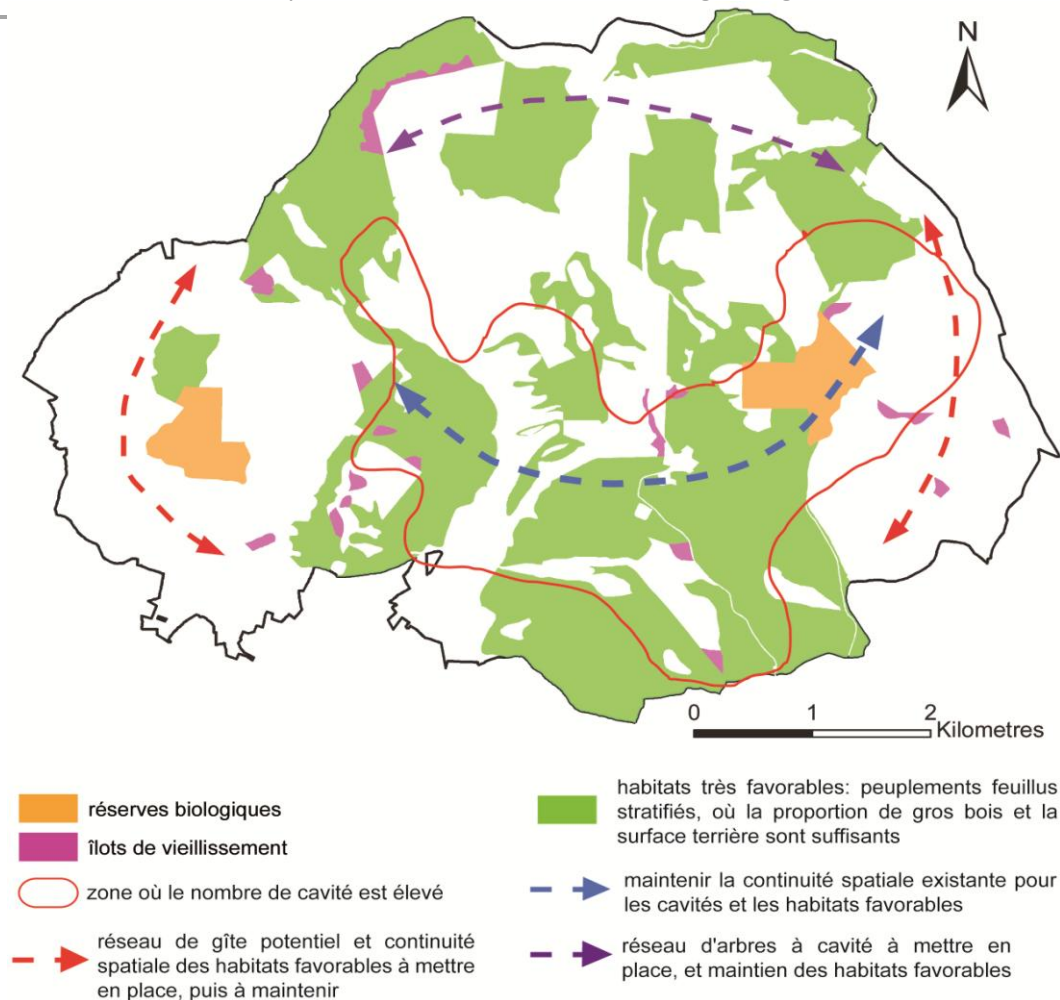 N
0 1 2
Kilometres
réserves biologiques
îlots de vieillissement
zone où le nombre de cavité est élevé
réseau de gîte potentiel et continuité
spatiale des habitats favorables à mettre
en place, puis à maintenir
habitats très favorables: peuplements feuillus
stratifiés, où la proportion de gros bois et la
surface terrière sont suffisants
maintenir la continuité spatiale existante pour
les cavités et les habitats favorables
réseau d'arbres à cavité à mettre en
place, et maintien des habitats favorables